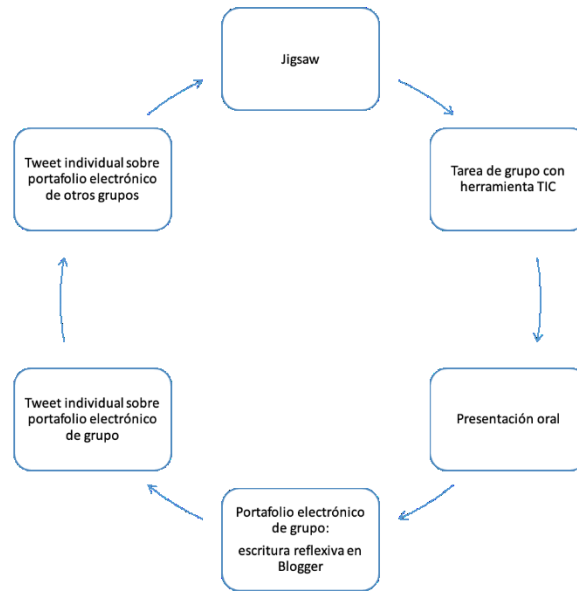 Jigsaw
Tarea de grupo con
herramienta TIC
Presentación oral
Portafolio electrónico
de grupo:
escritura reflexiva en
Blogger
Tweet individual sobre
portafolio electrónico
de grupo
Tweet individual sobre
portafolio electrónico
de otros grupos